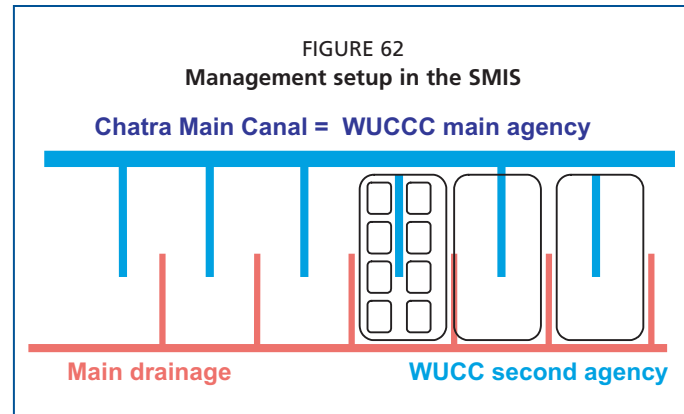 FIGURE 62
Management setup in the SMIS
Chatra Main Canal = WUCCC main agency
Main drainage
WUCC second agency